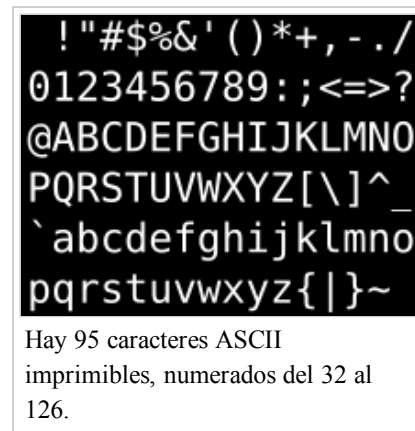 !"#$%&'()*+,-./
0123456789:;<=>?
@ABCDEFGHIJKLMNO
PQRSTUVWXYZ[\]^_
`abcdefghijklmno
pqrstuvwxyz{|}~
Hay 95 caracteres ASCII
imprimibles, numerados del 32 al
126.